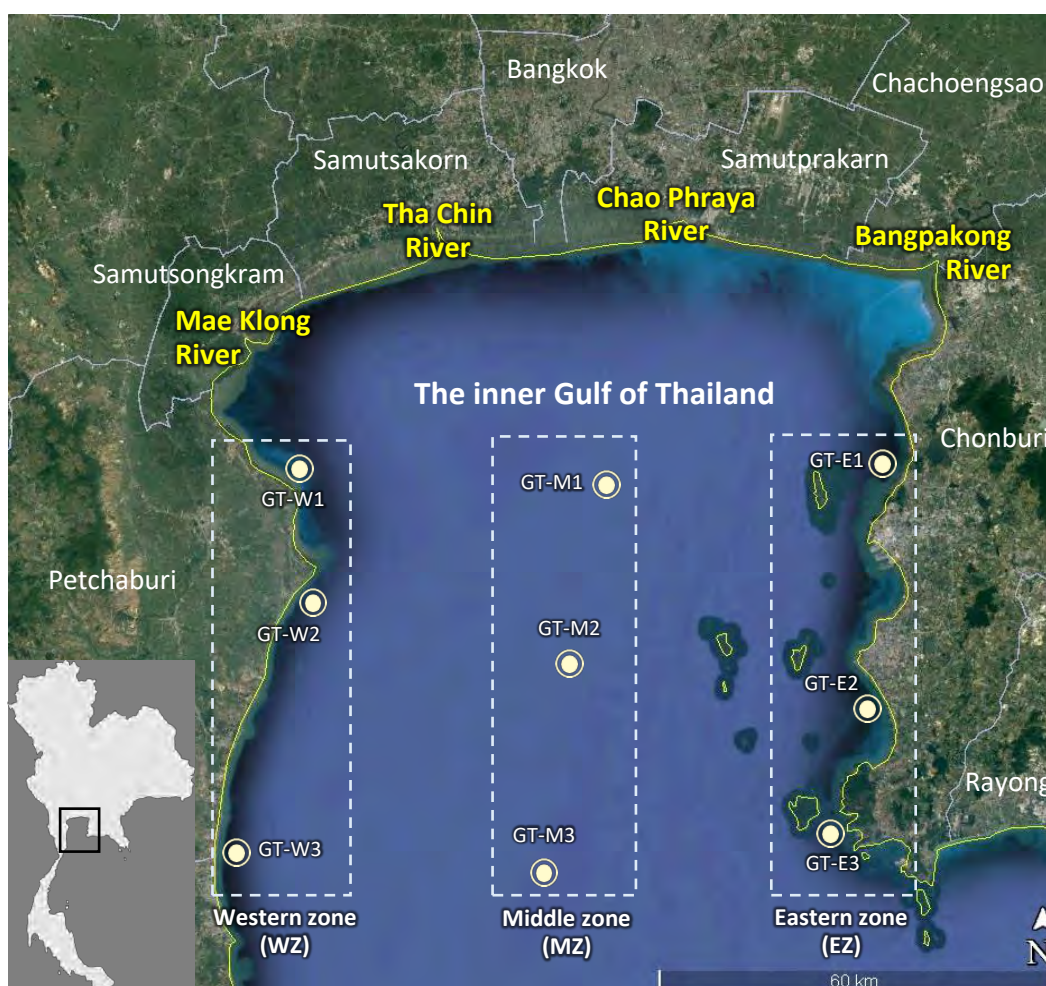 Bangkok
Chachoengsao
Samutsakorn
Samutprakarn
Tha Chin
River
Chao Phraya
River
Bangpakong
River
Samutsongkram
Mae Klong
River
The inner Gulf of Thailand
Chonburi
GT-W1
GT-M1
GT-E1
Petchaburi
GT-W2
GT-M2
GT-E2
Rayong
GT-W3
GT-M3
GT-E3
Western zone
(WZ)
Middle zone
(MZ)
Eastern zone
(EZ)
N
60 km